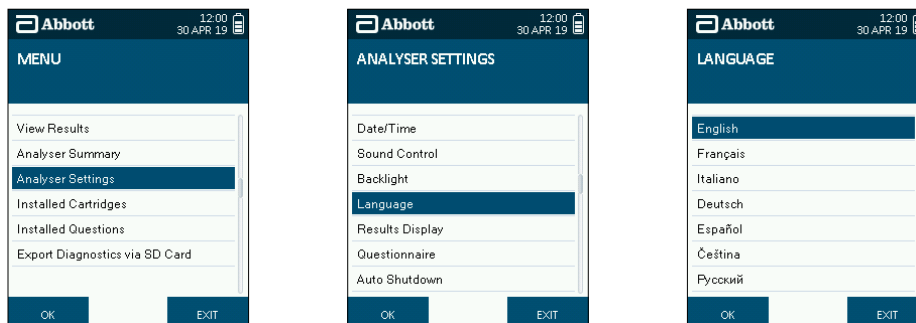 Abbott
12:00
30 APR 19
MENU
View Results
Analyser Summary
Analyser Settings
Installed Cartridges
Installed Questions
Export Diagnostics via SD Card
OK EXIT
Abbott
12:00
30 APR 19
ANALYSER SETTINGS
Date/Time
Sound Control
Backlight
Language
Results Display
Questionnaire
Auto Shutdown
OK EXIT
Abbott
12:00
30 APR 19
LANGUAGE
English
Français
Italiano
Deutsch
Español
Čeština
Русский
OK EXIT